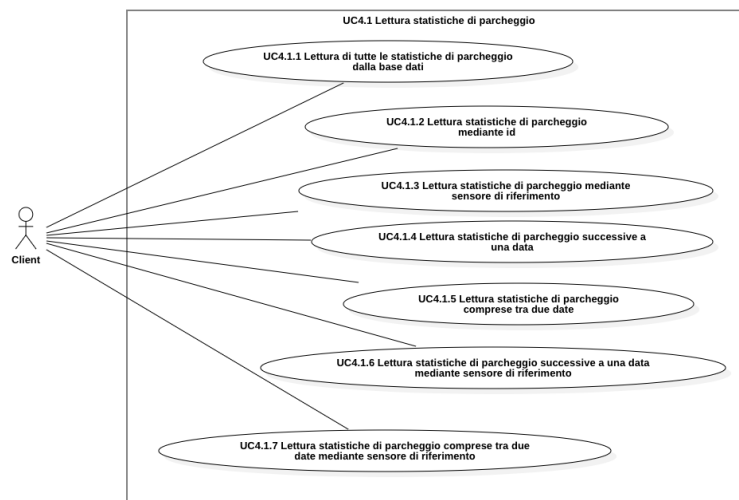 UC4.1 Lettura statistiche di parcheggio
UC4.1.1 Lettura di tutte le statistiche di parcheggio
dalla base dati
UC4.1.2 Lettura statistiche di parcheggio
mediante id
UC4.1.3 Lettura statistiche di parcheggio mediante
sensore di riferimento
UC4.1.4 Lettura statistiche di parcheggio successive a
una data
Client
UC4.1.5 Lettura statistiche di parcheggio
comprese tra due date
UC4.1.6 Lettura statistiche di parcheggio successive a una data
mediante sensore di riferimento
UC4.1.7 Lettura statistiche di parcheggio comprese tra due
date mediante sensore di riferimento